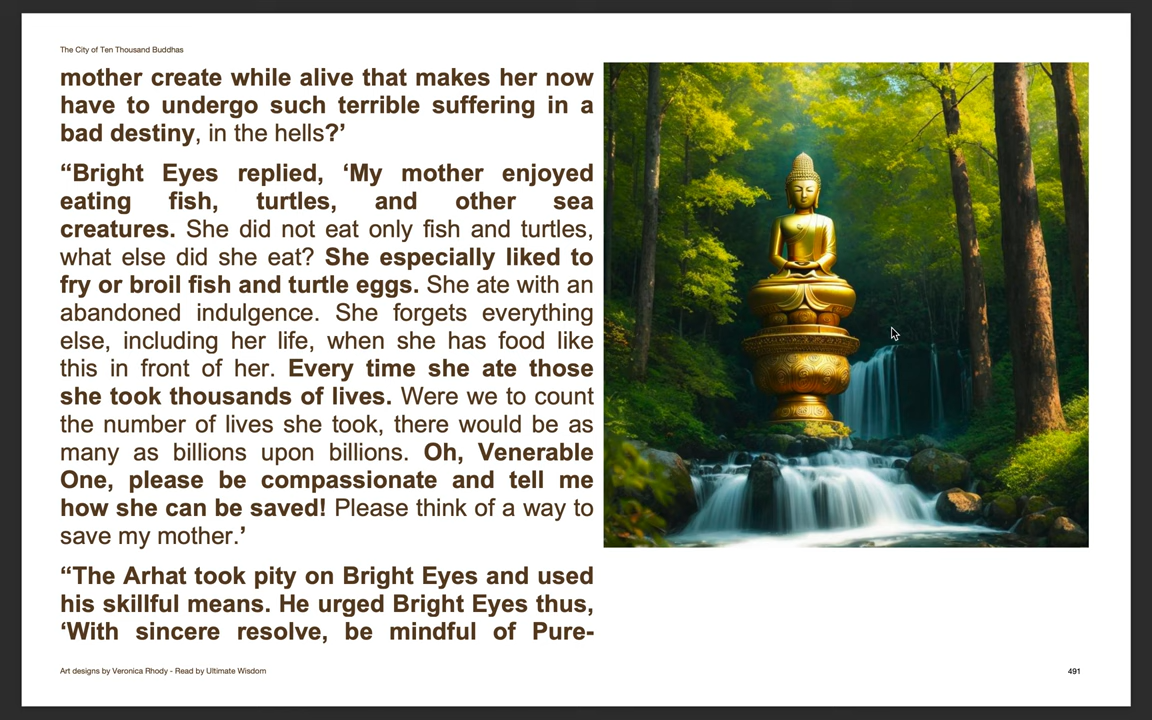 The City of Ten Thousand Buddhas
mother create while alive that makes her now
have to undergo such terrible suffering in a
bad destiny, in the hells?’
“Bright Eyes replied, ‘My mother enjoyed
eating fish, turtles, and other sea
creatures. She did not eat only fish and turtles,
what else did she eat? She especially liked to
fry or broil fish and turtle eggs. She ate with an
abandoned indulgence. She forgets everything
else, including her life, when she has food like
this in front of her. Every time she ate those
she took thousands of lives. Were we to count
the number of lives she took, there would be as
many as billions upon billions. Oh, Venerable
One, please be compassionate and tell me
how she can be saved! Please think of a way to
save my mother.’
“The Arhat took pity on Bright Eyes and used
his skillful means. He urged Bright Eyes thus,
‘With sincere resolve, be mindful of Pure-
Art designs by Veronica Rhody - Read by Ultimate Wisdom
491